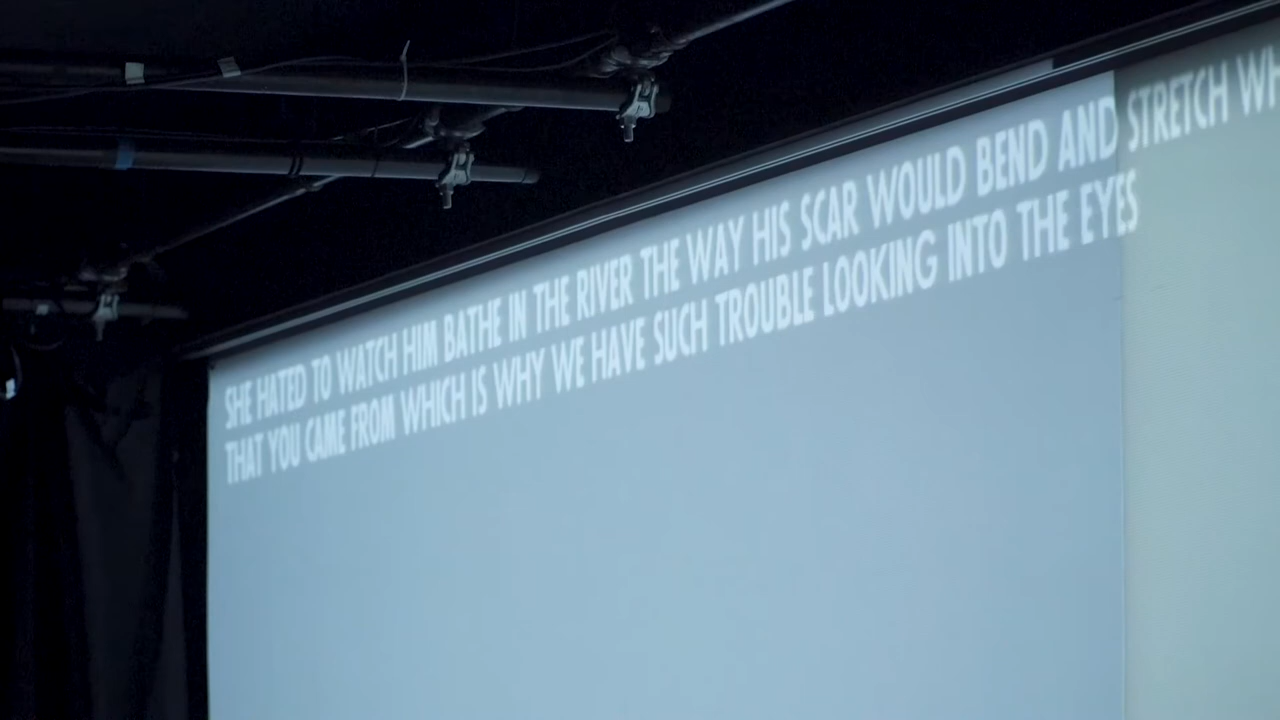 SHE HATED TO WATCH HIM BATHE IN THE RIVER THE WAY HIS SCAR WOULD BEND AND STRETCH
THAT YOU CAME FROM WHICH IS WHY WE HAVE SUCH TROUBLE LOOKING INTO THE EYES